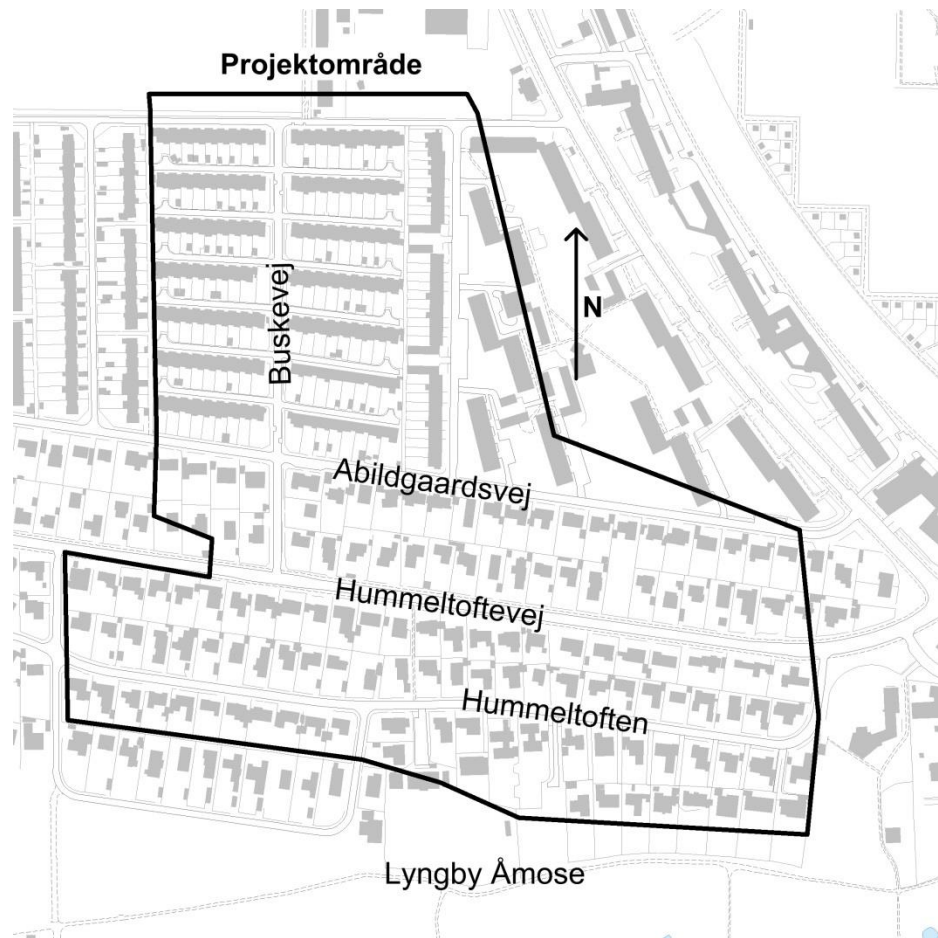 Projektområde
N
Buskevej
Abildgaardsvej
Hummeltoftevej
Hummeltoften
Lyngby Åmose